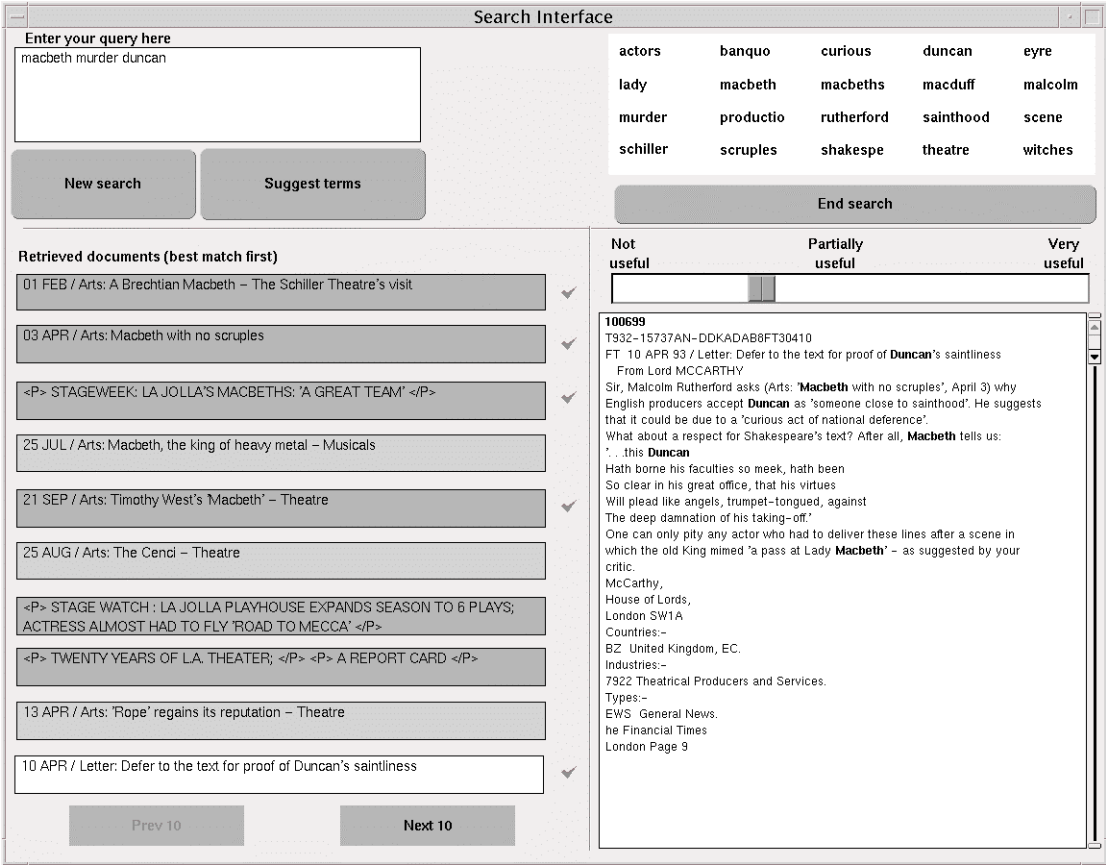 Search Interface
Enter your query here
macbeth murder duncan
New search
Suggest terms
actors banquo curious duncan eyre
lady macbeth macbeths macduff malcolm
murder productio rutherford sainthood scene
schiller scruples shakespe theatre witches
End search
Retrieved documents (best match first)
01 FEB / Arts: A Brechtian Macbeth – The Schiller Theatre's visit
03 APR / Arts: Macbeth with no scruples
<P> STAGEWEEK: LA JOLLA'S MACBETHS: 'A GREAT TEAM' </P>
25 JUL / Arts: Macbeth, the king of heavy metal – Musicals
21 SEP / Arts: Timothy West's 'Macbeth' – Theatre
25 AUG / Arts: The Cenci – Theatre
<P> STAGE WATCH : LA JOLLA PLAYHOUSE EXPANDS SEASON TO 6 PLAYS;
ACTRESS ALMOST HAD TO FLY 'ROAD TO MECCA' </P>
<P> TWENTY YEARS OF L.A. THEATER; </P> <P> A REPORT CARD </P>
13 APR / Arts: 'Rope' regains its reputation – Theatre
10 APR / Letter: Defer to the text for proof of Duncan's saintliness
Prev 10
Next 10
Not Partially Very
useful useful useful
100699
T932-15737AN-DDKADAB8FT30410
FT 10 APR 93 / Letter: Defer to the text for proof of Duncan's saintliness
From Lord MCCARTHY
Sir, Malcolm Rutherford asks (Arts: 'Macbeth with no scruples', April 3) why
English producers accept Duncan as 'someone close to sainthood'. He suggests
that it could be due to a 'curious act of national deference'.
What about a respect for Shakespeare's text? After all, Macbeth tells us:
'. . .this Duncan
Hath borne his faculties so meek, hath been
So clear in his great office, that his virtues
Will plead like angels, trumpet-tongued, against
The deep damnation of his taking-off.'
One can only pity any actor who had to deliver these lines after a scene in
which the old King mimed 'a pass at Lady Macbeth' - as suggested by your
critic.
McCarthy,
House of Lords,
London SW1A
Countries:-
BZ United Kingdom, EC.
Industries:-
7922 Theatrical Producers and Services.
Types:-
EWS General News.
he Financial Times
London Page 9